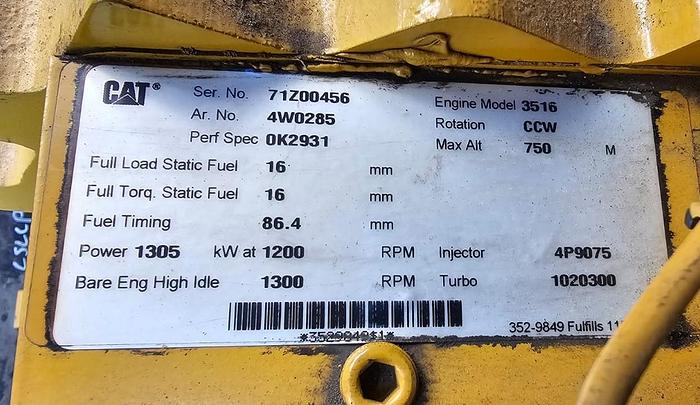 CAT® Ser. No. 71Z00456 Engine Model 3516
Ar. No. 4W0285 Rotation CCW
Perf Spec 0K2931 Max Alt 750 M
Full Load Static Fuel 16 mm
Full Torq. Static Fuel 16 mm
Fuel Timing 86.4 mm
Power 1305 kW at 1200 RPM Injector 4P9075
Bare Eng High Idle 1300 RPM Turbo 1020300
*3529849*1*
352-9849 Fulfills